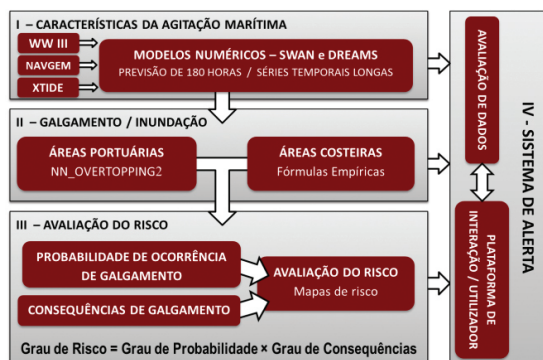 I – CARACTERÍSTICAS DA AGITAÇÃO MARÍTIMA
WW III
NAVGEM
XTIDE
MODELOS NUMÉRICOS – SWAN e DREAMS
PREVISÃO DE 180 HORAS / SÉRIES TEMPORAIS LONGAS
II – GALGAMENTO / INUNDAÇÃO
ÁREAS PORTUÁRIAS
NN_OVERTOPPING2
ÁREAS COSTEIRAS
Fórmulas Empíricas
III – AVALIAÇÃO DO RISCO
PROBABILIDADE DE OCORRÊNCIA
DE GALGAMENTO
CONSEQUÊNCIAS DE GALGAMENTO
AVALIAÇÃO DO RISCO
Mapas de risco
Grau de Risco = Grau de Probabilidade × Grau de Consequências
AVALIAÇÃO DE DADOS
PLATAFORMA DE
INTERAÇÃO / UTILIZADOR
IV - SISTEMA DE ALERTA